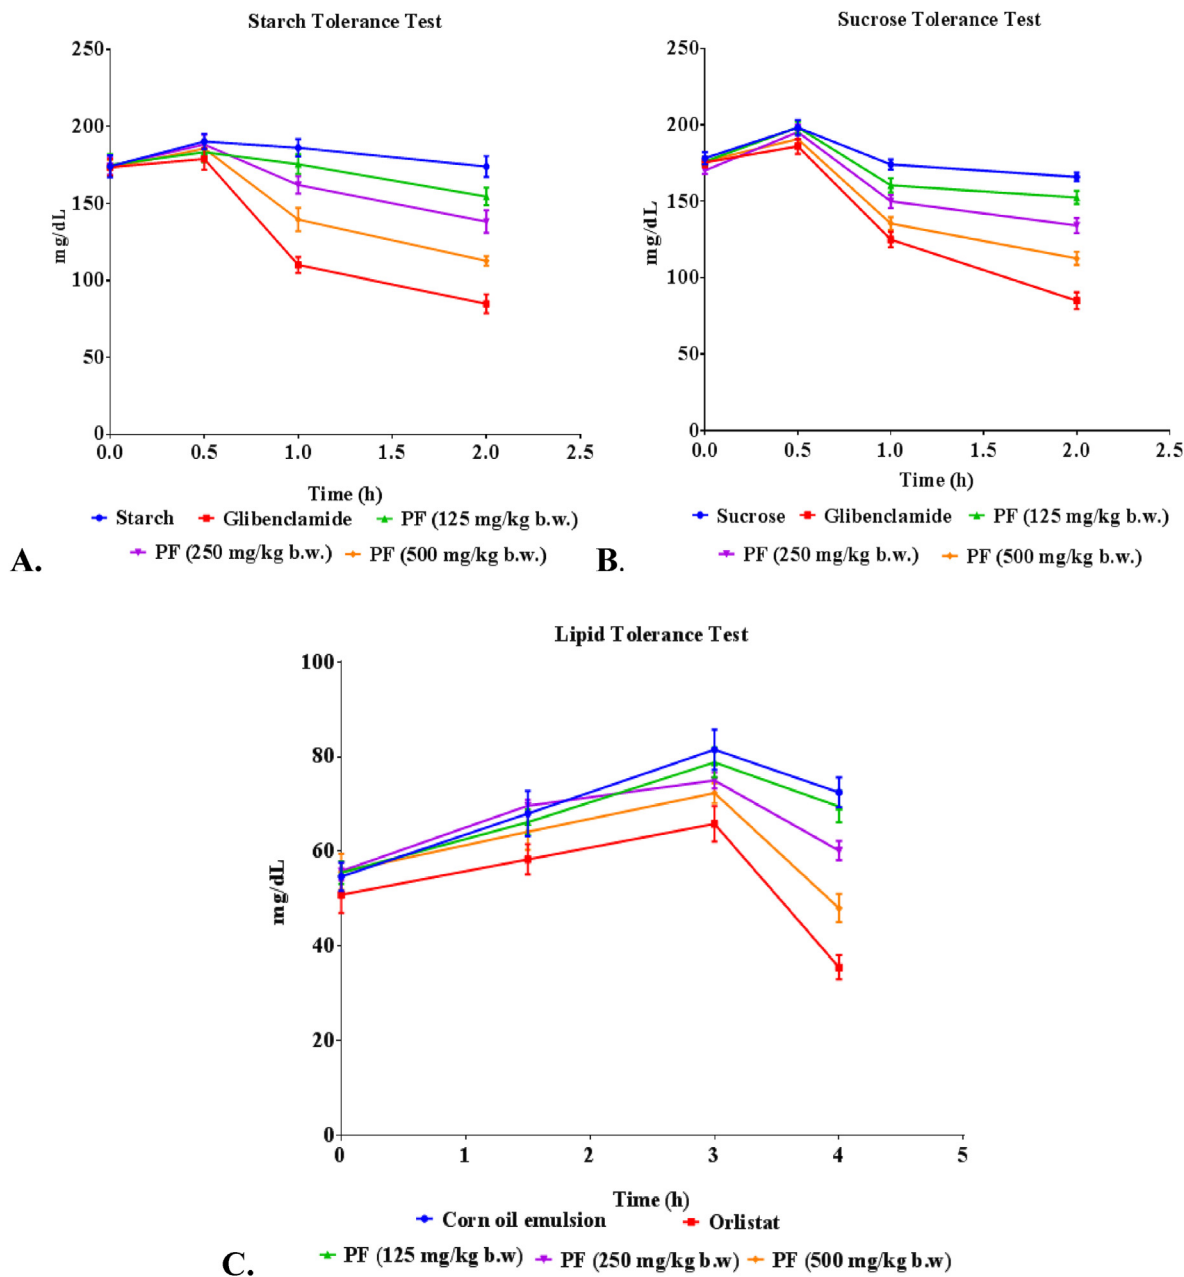 Starch Tolerance Test
250
200
150
100
50
0
mg/dL
0.0 0.5 1.0 1.5 2.0 2.5
Time (h)
Starch Glibenclamide PF (125 mg/kg b.w.)
PF (250 mg/kg b.w.) PF (500 mg/kg b.w.)
A.
Sucrose Tolerance Test
250
200
150
100
50
0
mg/dL
0.0 0.5 1.0 1.5 2.0 2.5
Time (h)
Sucrose Glibenclamide PF (125 mg/kg b.w.)
PF (250 mg/kg b.w.) PF (500 mg/kg b.w.)
B.
Lipid Tolerance Test
100
80
60
40
20
0
mg/dL
0 1 2 3 4 5
Time (h)
Corn oil emulsion Orlistat
PF (125 mg/kg b.w) PF (250 mg/kg b.w) PF (500 mg/kg b.w)
C.